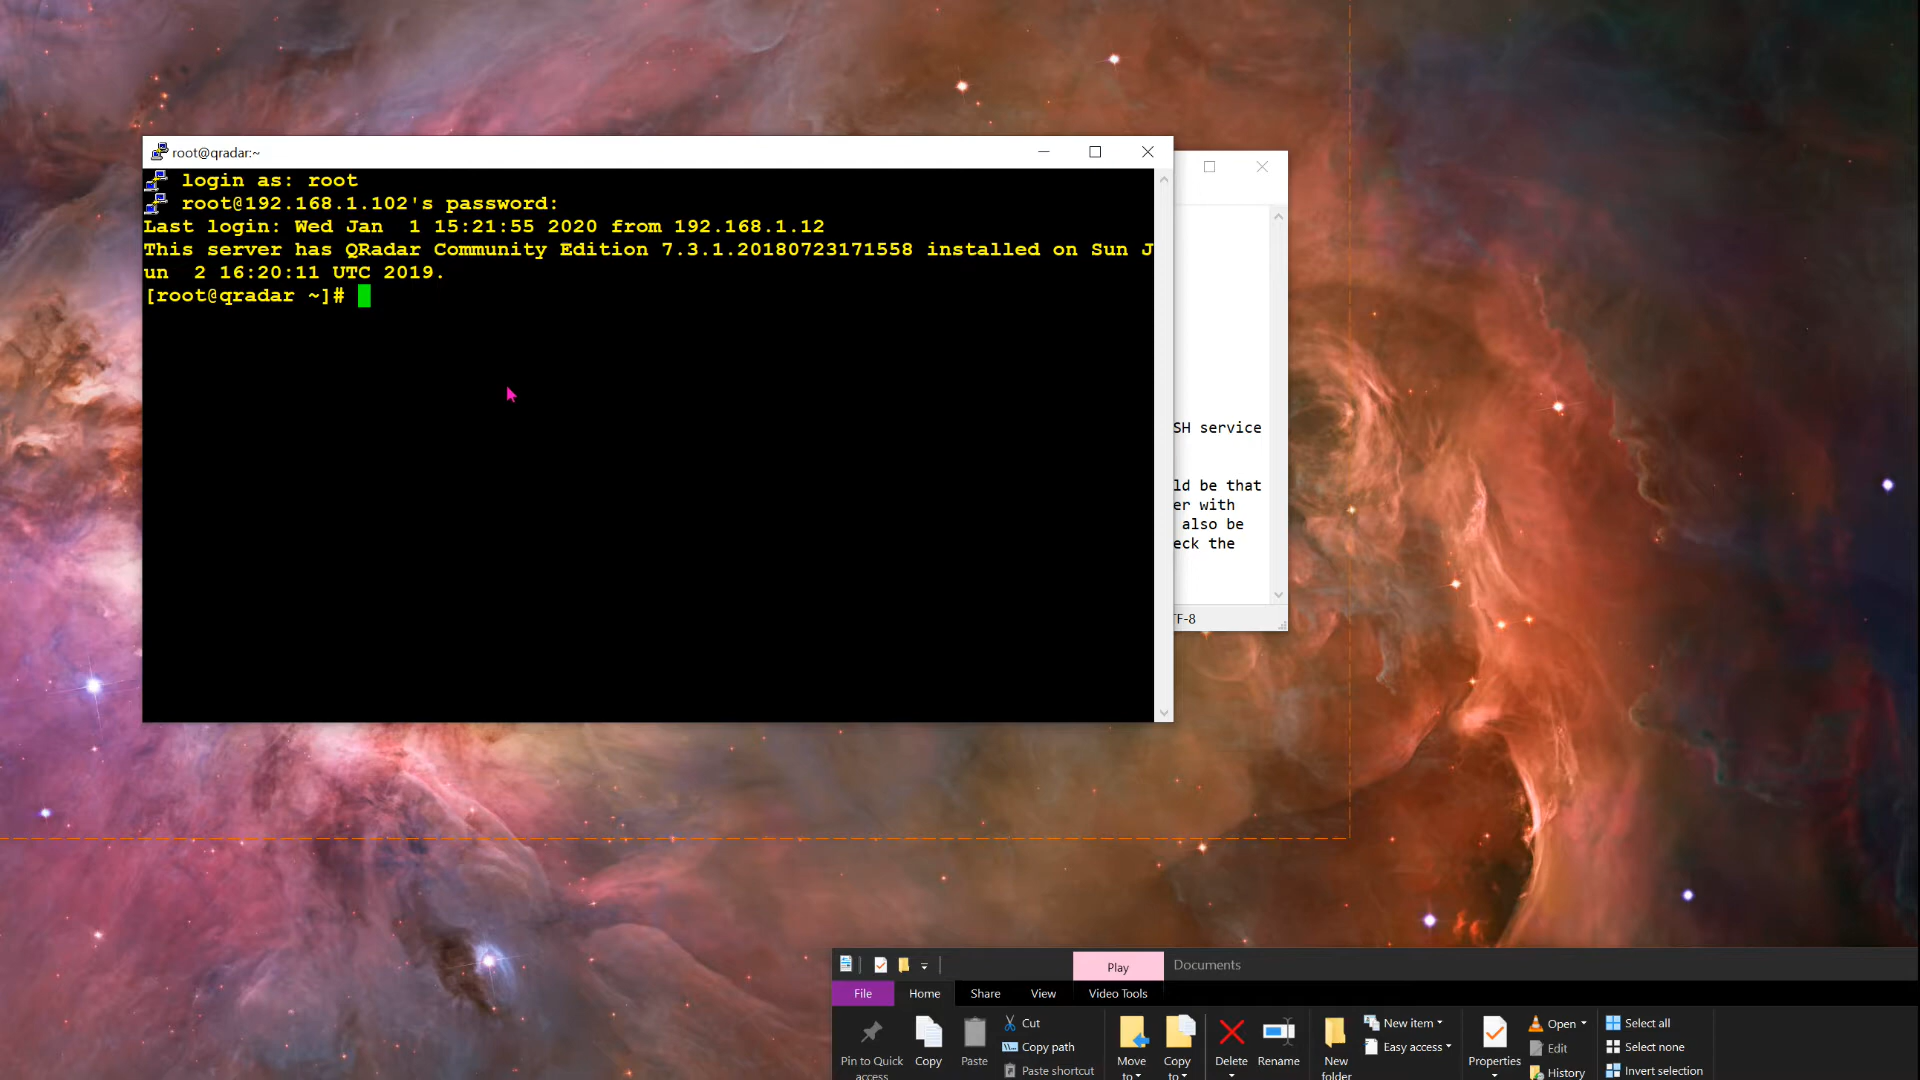 root@qradar:~
login as: root
root@192.168.1.102's password:
Last login: Wed Jan  1 15:21:55 2020 from 192.168.1.12
This server has QRadar Community Edition 7.3.1.20180723171558 installed on Sun J
un  2 16:20:11 UTC 2019.
[root@qradar ~]#
SH service
ld be that
er with
also be
eck the
TF-8
Play
Documents
File
Home
Share
View
Video Tools
Pin to Quick
access
Copy
Paste
Cut
Copy path
Paste shortcut
Move
to
Copy
to
Delete
Rename
New
folder
New item
Easy access
Properties
Open
Edit
History
Select all
Select none
Invert selection